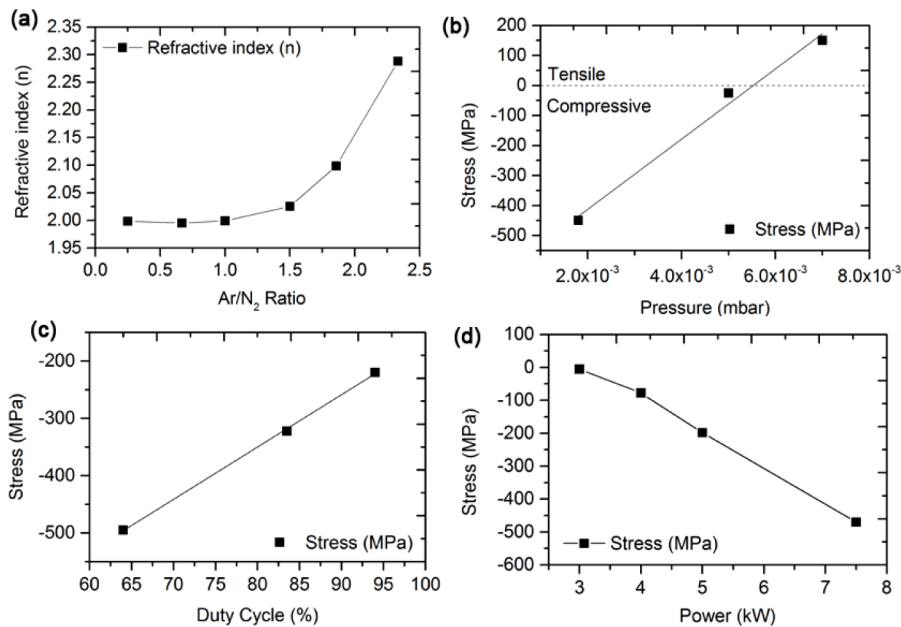 (a)
Refractive index (n)
2.35
2.30
2.25
2.20
2.15
2.10
2.05
2.00
1.95
0.0 0.5 1.0 1.5 2.0 2.5
Ar/N2 Ratio
Refractive index (n)
(b)
200
100
0
-100
-200
-300
-400
-500
Tensile
Compressive
Stress (MPa)
2.0x10-3 4.0x10-3 6.0x10-3 8.0x10-3
Pressure (mbar)
Stress (MPa)
(c)
-200
-300
-400
-500
Stress (MPa)
60 65 70 75 80 85 90 95 100
Duty Cycle (%)
Stress (MPa)
(d)
100
0
-100
-200
-300
-400
-500
-600
Stress (MPa)
3 4 5 6 7 8
Power (kW)
Stress (MPa)